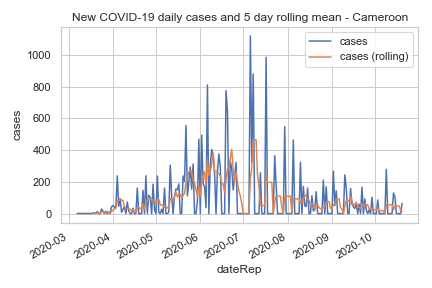 New COVID-19 daily cases and 5 day rolling mean - Cameroon
cases
cases (rolling)
1000
800
600
400
200
0
cases
2020-03
2020-04
2020-05
2020-06
2020-07
2020-08
2020-09
2020-10
dateRep